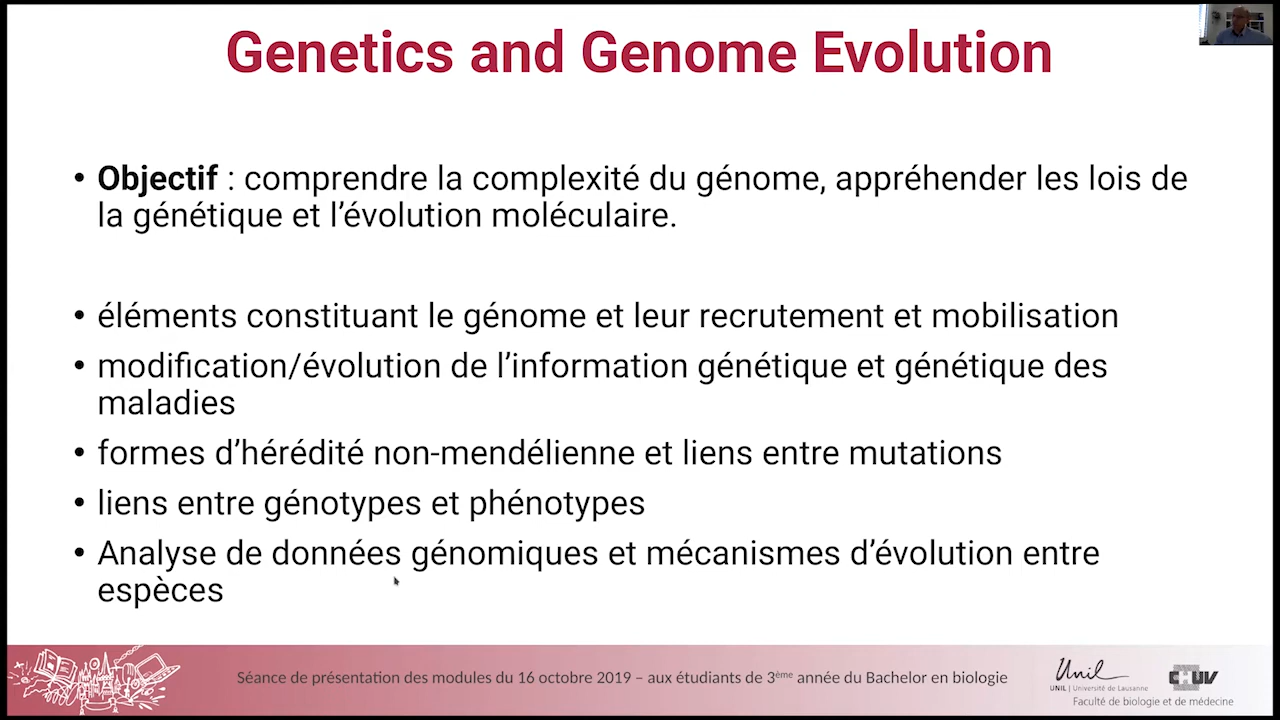 Genetics and Genome Evolution
• Objectif : comprendre la complexité du génome, appréhender les lois de
la génétique et l’évolution moléculaire.
• éléments constituant le génome et leur recrutement et mobilisation
• modification/évolution de l’information génétique et génétique des
maladies
• formes d’hérédité non-mendélienne et liens entre mutations
• liens entre génotypes et phénotypes
• Analyse de données génomiques et mécanismes d’évolution entre
espèces
Séance de présentation des modules du 16 octobre 2019 – aux étudiants de 3ème année du Bachelor en biologie
Unil
UNIL | Université de Lausanne
CHUV
Faculté de biologie et de médecine